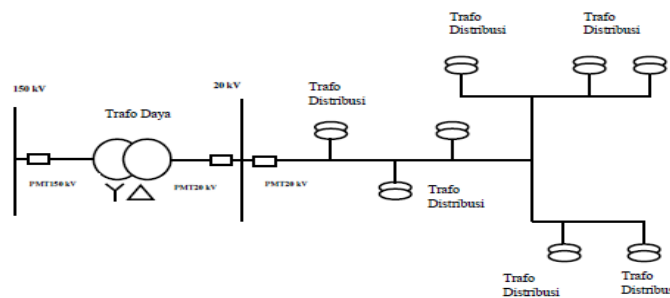 Trafo
Distribusi
Trafo
Distribusi
150 kV
20 kV
Trafo
Distribusi
Trafo Daya
PMT150 kV
PMT20 kV
PMT20 kV
Trafo
Distribusi
Trafo
Distribusi
Trafo
Distribusi